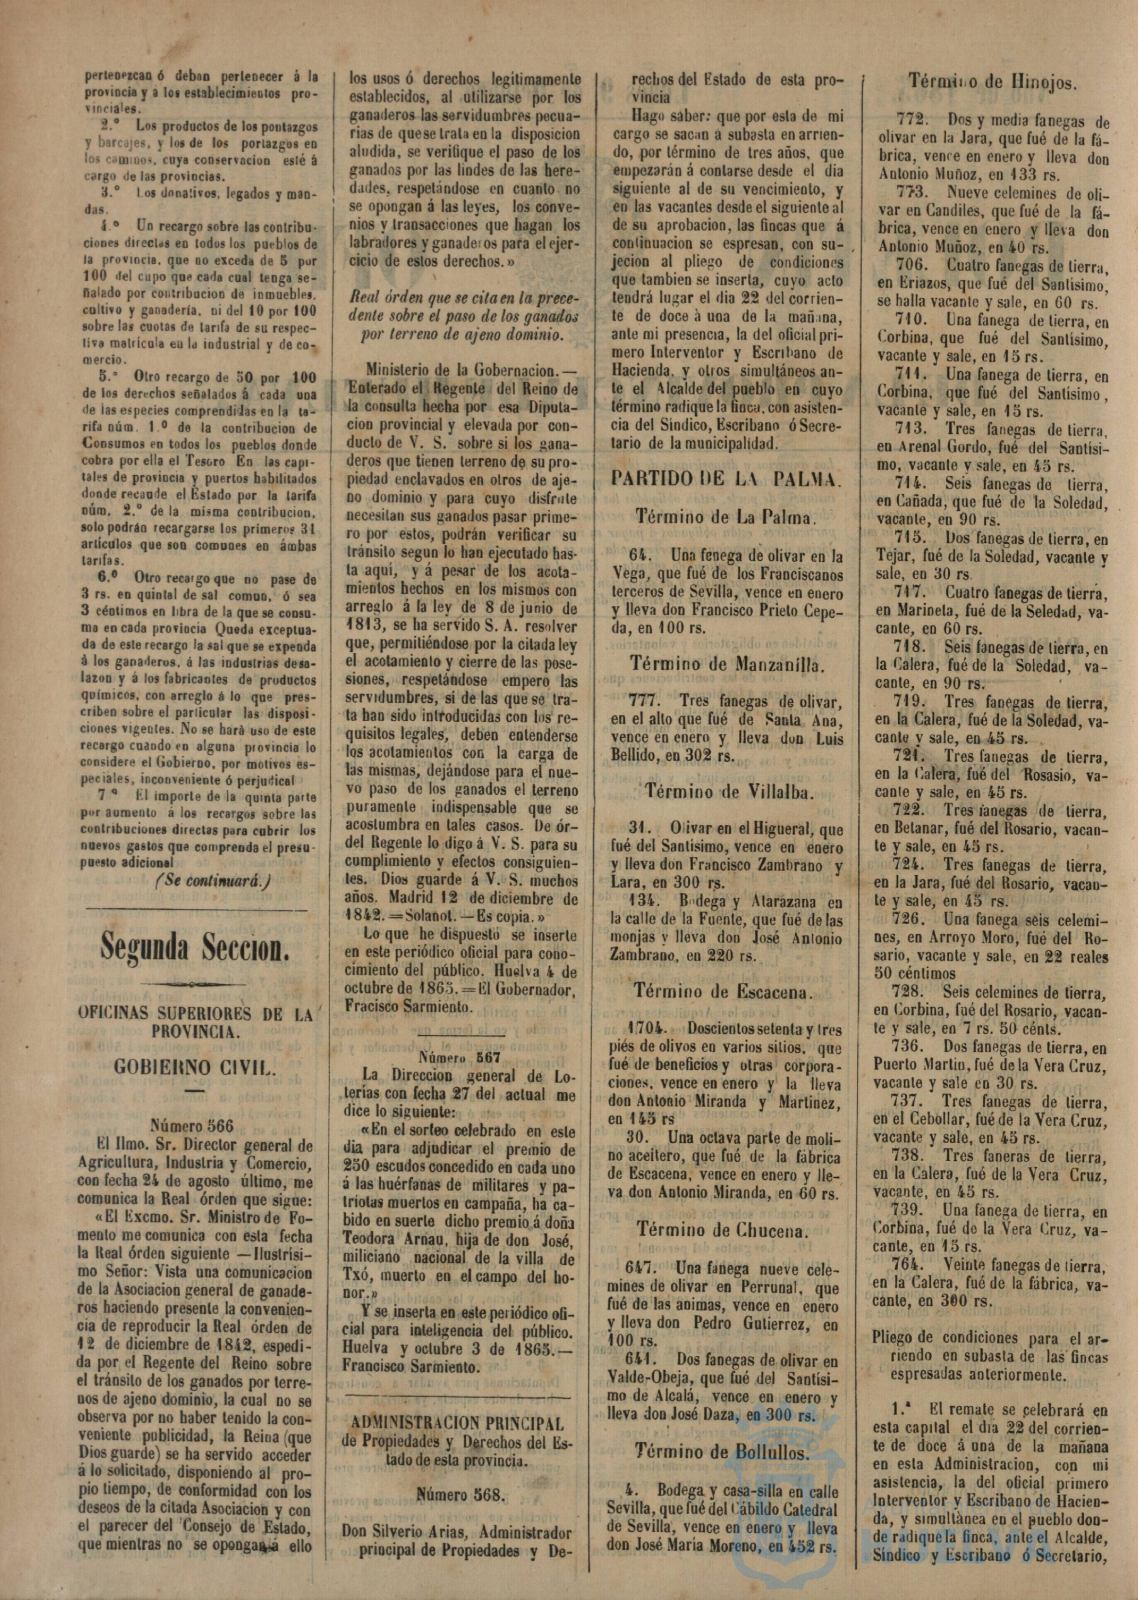 pertenezcan ó deban pertenecer á la
provincia y a los establecimientos pro-
vinciales.
2.º Los productos de los pontazgos
y barcajes, y los de los portazgos en
los caminos, cuya conservacion esté á
cargo de las provincias.
3.º Los donativos, legados y man-
das.
4.º Un recargo sobre las contribu-
ciones directas en todos los pueblos de
la provincia, que no exceda de 5 por
100 del cupo que cada cual tenga se-
ñalado por contribucion de inmuebles,
cultivo y ganadería, ni del 10 por 100
sobre las cuotas de tarifa de su respec-
tiva matricula en la industrial y de co-
mercio.
5.º Otro recargo de 50 por 100
de los derechos señalados á cada una
de las especies comprendidas en la ta-
rifa núm. 1.º de la contribucion de
Consumos en todos los pueblos donde
cobra por ella el Tesoro En las capi-
tales de provincia y puertos habilitados
donde recaude el Estado por la tarifa
núm. 2.º de la misma contribucion,
solo podrán recargarse los primeros 31
artículos que son comunes en ámbas
tarifas.
6.º Otro recargo que no pase de
3 rs. en quintal de sal comun, ó sea
3 céntimos en libra de la que se consu-
ma en cada provincia Queda exceptua-
da de este recargo la sal que se expenda
á los ganaderos, á las industrias desa-
lazon y á los fabricantes de productos
químicos, con arreglo á lo que pres-
criben sobre el particular las disposi-
ciones vigentes. No se hará uso de este
recargo cuando en alguna provincia lo
considere el Gobierno, por motivos es-
peciales, inconveniente ó perjudical
7º El importe de la quinta parte
por aumento á los recargos sobre las
contribuciones directas para cubrir los
nuevos gastos que comprenda el presu-
puesto adicional
(Se continuará.)
Segunda Seccion.
OFICINAS SUPERIORES DE LA
PROVINCIA.
GOBIERNO CIVIL.
Número 566
El Ilmo. Sr. Director general de
Agricultura, Industria y Comercio,
con fecha 24 de agosto último, me
comunica la Real órden que sigue:
«El Excmo. Sr. Ministro de Fo-
mento me comunica con esta fecha
la Real órden siguiente —Ilustrisi-
mo Señor: Vista una comunicacion
de la Asociacion general de ganade-
ros haciendo presente la convenien-
cia de reproducir la Real órden de
12 de diciembre de 1842, espedi-
da por el Regente del Reino sobre
el tránsito de los ganados por terre-
nos de ajeno dominio, la cual no se
observa por no haber tenido la con-
veniente publicidad, la Reina (que
Dios guarde) se ha servido acceder
á lo solicitado, disponiendo al pro-
pio tiempo, de conformidad con los
deseos de la citada Asociacion y con
el parecer del Consejo de Estado,
que mientras no se opongan á ello
los usos ó derechos legítimamente
establecidos, al utilizarse por los
ganaderos las servidumbres pecua-
rias de que se trata en la disposicion
aludida, se verifique el paso de los
ganados por las lindes de las here-
dades, respetándose en cuanto no
se opongan á las leyes, los conve-
nios y transacciones que hagan los
labradores y ganaderos para el ejer-
cicio de estos derechos.»
Real órden que se cita en la prece-
dente sobre el paso de los ganados
por terreno de ajeno dominio.
Ministerio de la Gobernacion.—
Enterado el Regente del Reino de
la consulta hecha por esa Diputa-
cion provincial y elevada por con-
ducto de V. S. sobre si los gana-
deros que tienen terreno de su pro-
piedad enclavados en otros de aje-
no dominio y para cuyo disfrute
necesitan sus ganados pasar prime-
ro por estos, podrán verificar su
tránsito segun lo han ejecutado has-
ta aquí, y á pesar de los acota-
mientos hechos en los mismos con
arreglo á la ley de 8 de junio de
1813, se ha servido S. A. resolver
que, permitiéndose por la citada ley
el acotamiento y cierre de las pose-
siones, respetándose empero las
servidumbres, si de las que se tra-
ta han sido introducidas con los re-
quisitos legales, deben entenderse
los acotamientos con la carga de
las mismas, dejándose para el nue-
vo paso de los ganados el terreno
puramente indispensable que se
acostumbra en tales casos. De ór-
del Regente lo digo á V. S. para su
cumplimiento y efectos consiguien-
tes. Dios guarde á V. S. muchos
años. Madrid 12 de diciembre de
1842.=Solanot.—Es copia.»
Lo que he dispuesto se inserte
en este periódico oficial para cono-
cimiento del público. Huelva 4 de
octubre de 1865.=El Gobernador,
Fracisco Sarmiento.
Número 567
La Direccion general de Lo-
terias con fecha 27 del actual me
dice lo siguiente:
«En el sorteo celebrado en este
dia para adjudicar el premio de
250 escudos concedido en cada uno
á las huérfanas de militares y pa-
triotas muertos en campaña, ha ca-
bido en suerte dicho premio á doña
Teodora Arnau, hija de don José,
miliciano nacional de la villa de
Txó, muerto en el campo del ho-
nor.»
Y se inserta en este periódico ofi-
cial para inteligencia del público.
Huelva y octubre 3 de 1865.—
Francisco Sarmiento.
ADMINISTRACION PRINCIPAL
de Propiedades y Derechos del Es-
tado de esta provincia.
Número 568.
Don Silverio Arias, Administrador
principal de Propiedades y De-
rechos del Estado de esta pro-
vincia
Hago saber: que por esta de mi
cargo se sacan á subasta en arrien-
do, por término de tres años, que
empezarán á contarse desde el dia
siguiente al de su vencimiento, y
en las vacantes desde el siguiente al
de su aprobacion, las fincas que á
continuacion se espresan, con su-
jecion al pliego de condiciones
que tambien se inserta, cuyo acto
tendrá lugar el dia 22 del corrien-
te de doce à una de la mañana,
ante mi presencia, la del oficial pri-
mero Interventor y Escribano de
Hacienda, y otros simultáneos an-
te el Alcalde del pueblo en cuyo
término radique la finca, con asisten-
cia del Sindico, Escribano ó Secre-
tario de la municipalidad.
PARTIDO DE LA PALMA.
Término de La Palma.
64. Una fenega de olivar en la
Vega, que fué de los Franciscanos
terceros de Sevilla, vence en enero
y lleva don Francisco Prieto Cepe-
da, en 100 rs.
Término de Manzanilla.
777. Tres fanegas de olivar,
en el alto que fué de Santa Ana,
vence en enero y lleva don Luis
Bellido, en 302 rs.
Término de Villalba.
31. Olivar en el Higueral, que
fué del Santisimo, vence en enero
y lleva don Francisco Zambrano y
Lara, en 300 rs.
134. Bodega y Atarazana en
la calle de la Fuente, que fué de las
monjas y lleva don José Antonio
Zambrano, en 220 rs.
Término de Escacena.
1704. Doscientos setenta y tres
piés de olivos en varios sitios, que
fué de beneficios y otras corpora-
ciones, vence en enero y la lleva
don Antonio Miranda y Martinez,
en 145 rs
30. Una octava parte de moli-
no aceitero, que fué de la fábrica
de Escacena, vence en enero y lle-
va don Antonio Miranda, en 60 rs.
Término de Chucena.
647. Una fanega nueve cele-
mines de olivar en Perrunal, que
fué de las animas, vence en enero
y lleva don Pedro Gutierrez, en
100 rs.
641. Dos fanegas de olivar en
Valde-Obeja, que fué del Santísi-
mo de Alcalá, vence en enero y
lleva don José Daza, en 300 rs.
Término de Bollullos.
4. Bodega y casa-silla en calle
Sevilla, que fué del Cábildo Catedral
de Sevilla, vence en enero y lleva
don José Maria Moreno, en 452 rs.
Término de Hinojos.
772. Dos y media fanegas de
olivar en la Jara, que fué de la fá-
brica, vence en enero y lleva don
Antonio Muñoz, en 133 rs.
773. Nueve celemines de oli-
var en Candiles, que fué de la fá-
brica, vence en enero y lleva don
Antonio Muñoz, en 40 rs.
706. Cuatro fanegas de tierra,
en Eriazos, que fué del Santísimo,
se halla vacante y sale, en 60 rs.
710. Una fanega de tierra, en
Corbina, que fué del Santísimo,
vacante y sale, en 15 rs.
711. Una fanega de tierra, en
Corbina, que fué del Santísimo,
vacante y sale, en 15 rs.
713. Tres fanegas de tierra,
en Arenal Gordo, fué del Santísi-
mo, vacante y sale, en 45 rs.
714. Seis fanegas de tierra,
en Cañada, que fué de la Soledad,
vacante, en 90 rs.
715. Dos fanegas de tierra, en
Tejar, fué de la Soledad, vacante y
sale, en 30 rs.
717. Cuatro fanegas de tierra,
en Marineta, fué de la Seledad, va-
cante, en 60 rs.
718. Seis fanegas de tierra, en
la Calera, fué de la Soledad, va-
cante, en 90 rs.
719. Tres fanegas de tierra,
en la Calera, fué de la Soledad, va-
cante y sale, en 45 rs.
721. Tres fanegas de tierra,
en la Calera, fué del Rosasio, va-
cante y sale, en 45 rs.
722. Tres fanegas de tierra,
en Betanar, fué del Rosario, vacan-
te y sale, en 45 rs.
724. Tres fanegas de tierra,
en la Jara, fué del Rosario, vacan-
te y sale, en 45 rs.
726. Una fanega seis celemi-
nes, en Arroyo Moro, fué del Ro-
sario, vacante y sale, en 22 reales
50 céntimos
728. Seis celemines de tierra,
en Corbina, fué del Rosario, vacan-
te y sale, en 7 rs. 50 cénts.
736. Dos fanegas de tierra, en
Puerto Martin, fué de la Vera Cruz,
vacante y sale en 30 rs.
737. Tres fanegas de tierra,
en el Cebollar, fué de la Vera Cruz,
vacante y sale, en 45 rs.
738. Tres faneras de tierra,
en la Calera, fué de la Vera Cruz,
vacante, en 45 rs.
739. Una fanega de tierra, en
Corbina, fué de la Vera Cruz, va-
cante, en 15 rs.
764. Veinte fanegas de tierra,
en la Calera, fué de la fábrica, va-
cante, en 300 rs.
Pliego de condiciones para el ar-
riendo en subasta de las fincas
espresadas anteriormente.
1.ª El remate se celebrará en
esta capital el dia 22 del corrien-
te de doce á una de la mañana
en esta Administracion, con mi
asistencia, la del oficial primero
Interventor y Escribano de Hacien-
da, y simultánea en el pueblo don-
de radique la finca, ante el Alcalde,
Síndico y Escribano ó Secretario,